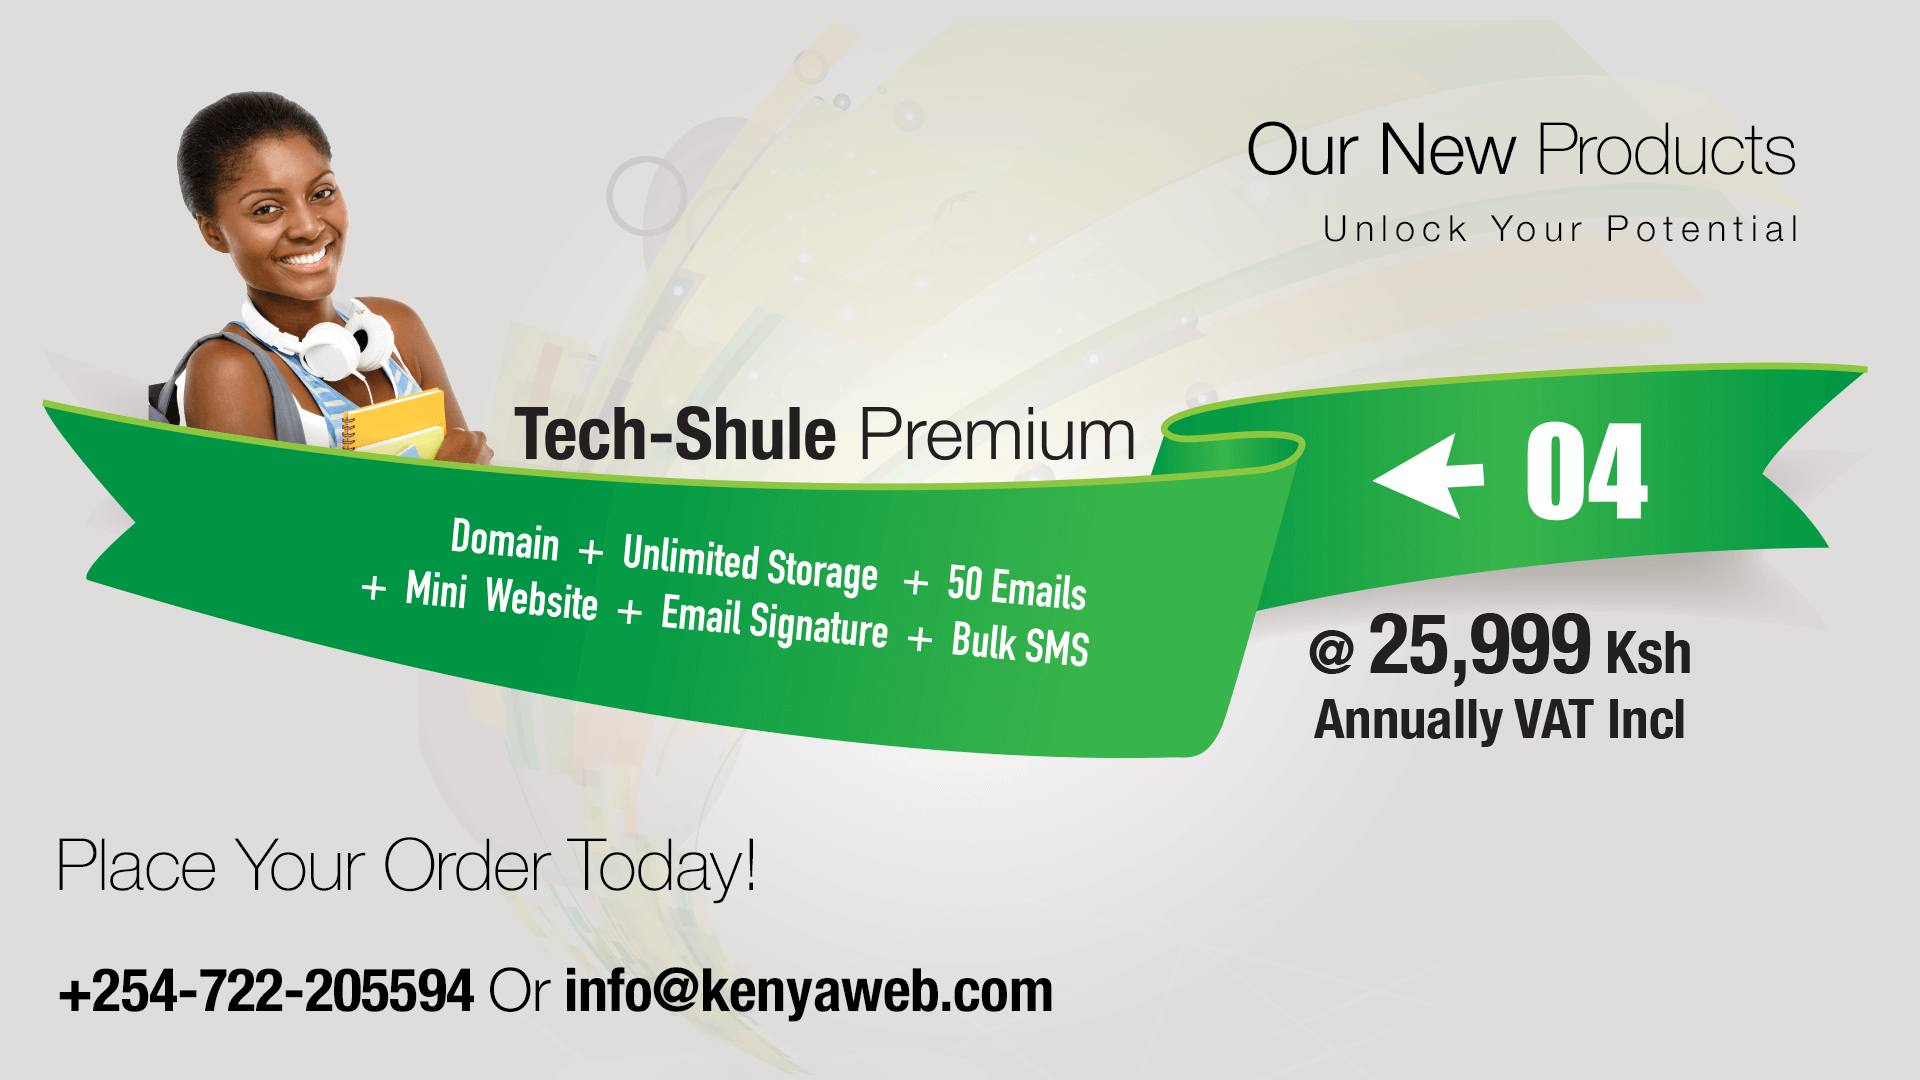 Our New Products
Unlock Your Potential
Tech-Shule Premium
04
Domain + Unlimited Storage + 50 Emails
+ Mini Website + Email Signature + Bulk SMS
@ 25,999 Ksh
Annually VAT Incl
Place Your Order Today!
+254-722-205594 Or info@kenyaweb.com